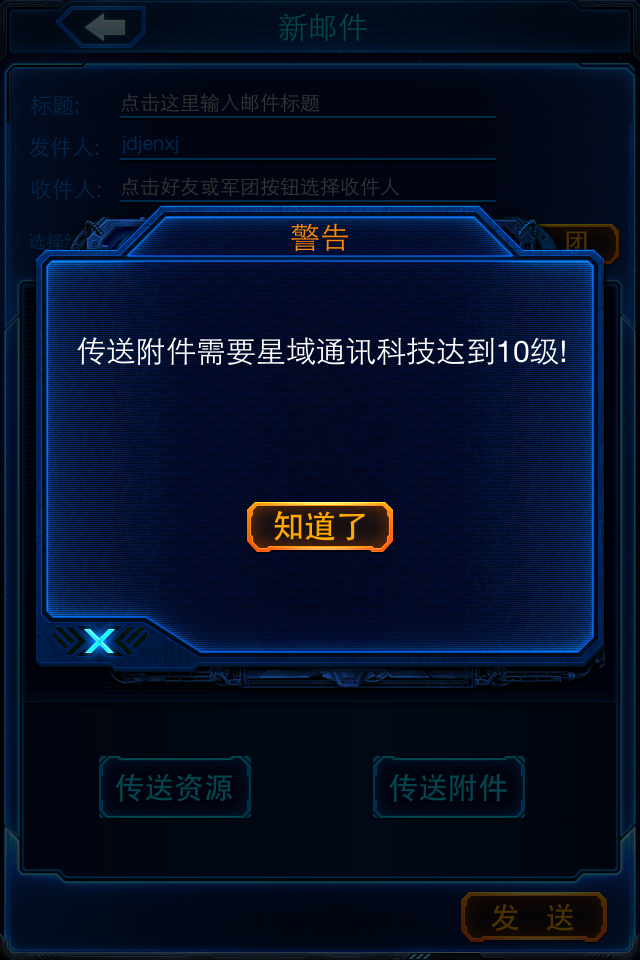 新邮件
标题:
点击这里输入邮件标题
发件人:
jdjenxj
收件人:
点击好友或军团按钮选择收件人
选择
团
警告
传送附件需要星域通讯科技达到10级!
知道了
传送资源
传送附件
发 送